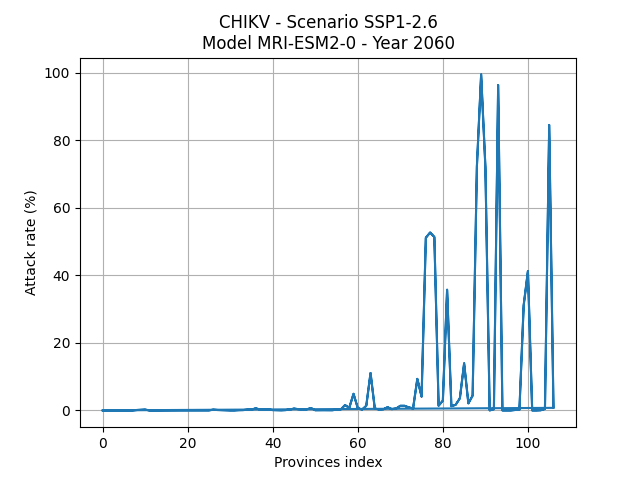 CHIKV - Scenario SSP1-2.6
Model MRI-ESM2-0 - Year 2060
100
80
60
40
20
0
Attack rate (%)
0 20 40 60 80 100
Provinces index